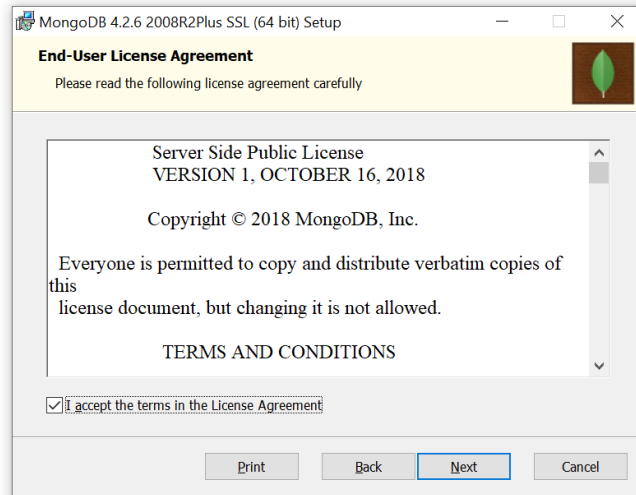 MongoDB 4.2.6 2008R2Plus SSL (64 bit) Setup
End-User License Agreement
Please read the following license agreement carefully
Server Side Public License
VERSION 1, OCTOBER 16, 2018
Copyright © 2018 MongoDB, Inc.
Everyone is permitted to copy and distribute verbatim copies of
this
license document, but changing it is not allowed.
TERMS AND CONDITIONS
I accept the terms in the License Agreement
Print Back Next Cancel